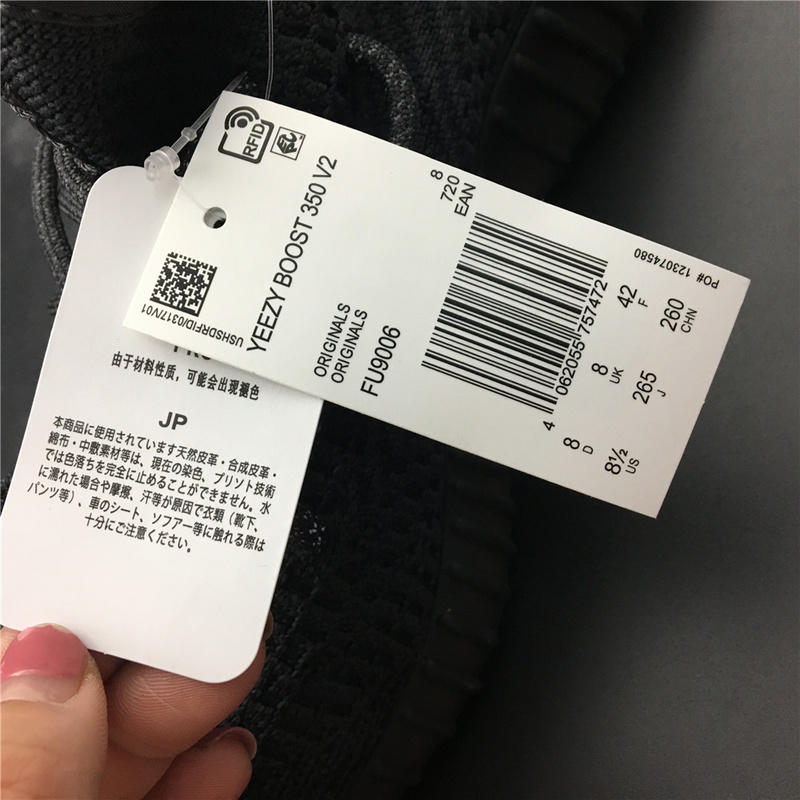 RFID
USHSDRFID/0317V01
YEEZY BOOST 350 V2
ORIGINALS
ORIGINALS
FU9006
8
720
EAN
4 062055 757472
PO# 123074580
8 D
8 UK
42 F
8½ US
265 J
260 CHN
由于材料性质，可能会出现褪色
JP
本商品に使用されています天然皮革・合成皮革・
綿布・中敷素材等は、現在の染色、プリソト技術
では色落ちを完全に止めることができません。水
に濡れた場合や摩擦、汗等が原因で衣類（靴下、
パンツ等）、車のシート、ソフアー等に触れる際は
十分にご注意ください。